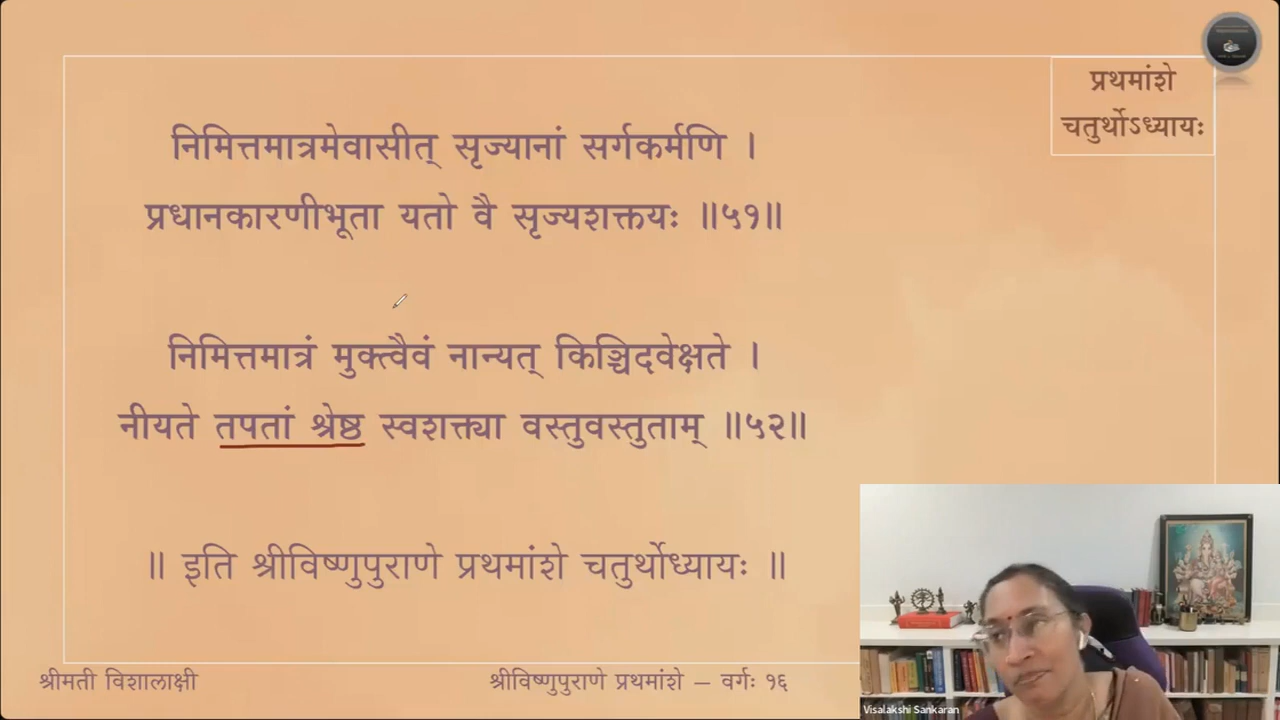 प्रथमांशे
चतुर्थोऽध्यायः
निमित्तमात्रमेवासीत् सृज्यानां सर्गकर्मणि ।
प्रधानकारणीभूता यतो वै सृज्यशक्तयः ॥५१॥
निमित्तमात्रं मुक्त्वैवं नान्यत् किञ्चिदवेक्षते ।
नीयते तपतां श्रेष्ठ स्वशक्त्या वस्तुवस्तुताम् ॥५२॥
॥ इति श्रीविष्णुपुराणे प्रथमांशे चतुर्थोध्यायः ॥
श्रीमती विशालाक्षी
श्रीविष्णुपुराणे प्रथमांशे – वर्गः १६
Visalakshi Sankaran